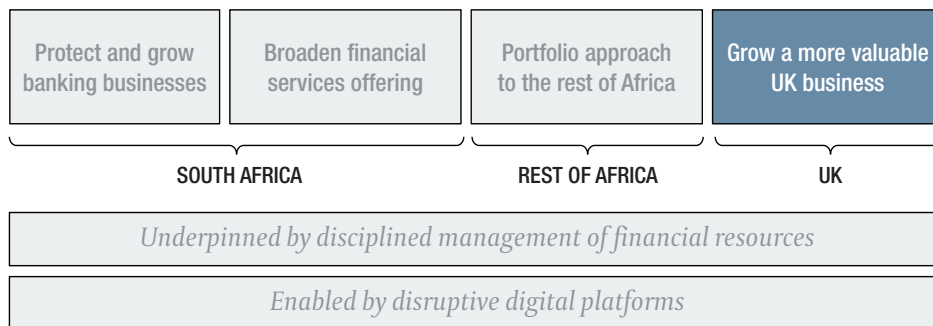 Protect and grow
banking businesses
Broaden financial
services offering
Portfolio approach
to the rest of Africa
Grow a more valuable
UK business
SOUTH AFRICA
REST OF AFRICA
UK
Underpinned by disciplined management of financial resources
Enabled by disruptive digital platforms